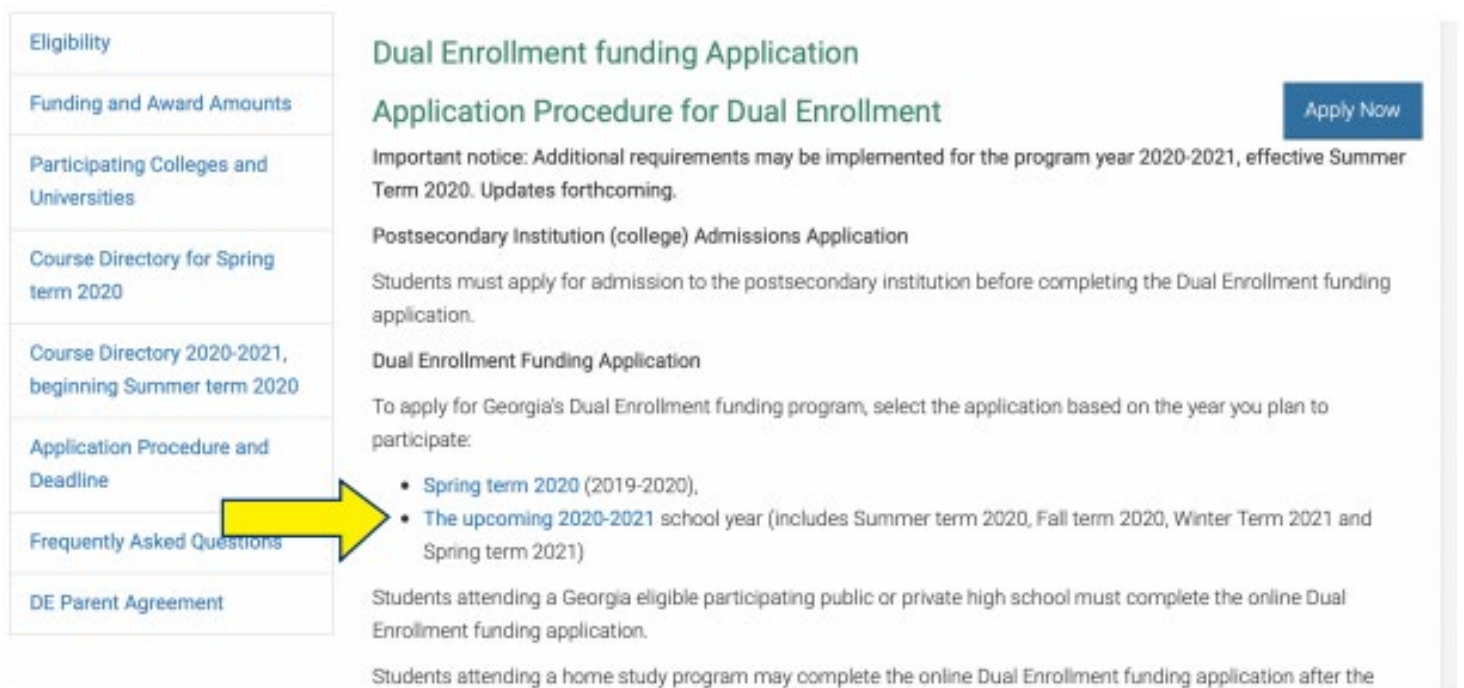 Eligibility
Funding and Award Amounts
Participating Colleges and
Universities
Course Directory for Spring
term 2020
Course Directory 2020-2021,
beginning Summer term 2020
Application Procedure and
Deadline
Frequently Asked Questions
DE Parent Agreement
Dual Enrollment funding Application
Application Procedure for Dual Enrollment
Apply Now
Important notice: Additional requirements may be implemented for the program year 2020-2021, effective Summer
Term 2020. Updates forthcoming.
Postsecondary Institution (college) Admissions Application
Students must apply for admission to the postsecondary institution before completing the Dual Enrollment funding
application.
Dual Enrollment Funding Application
To apply for Georgia's Dual Enrollment funding program, select the application based on the year you plan to
participate:
• Spring term 2020 (2019-2020),
• The upcoming 2020-2021 school year (includes Summer term 2020, Fall term 2020, Winter Term 2021 and
Spring term 2021)
Students attending a Georgia eligible participating public or private high school must complete the online Dual
Enrollment funding application.
Students attending a home study program may complete the online Dual Enrollment funding application after the